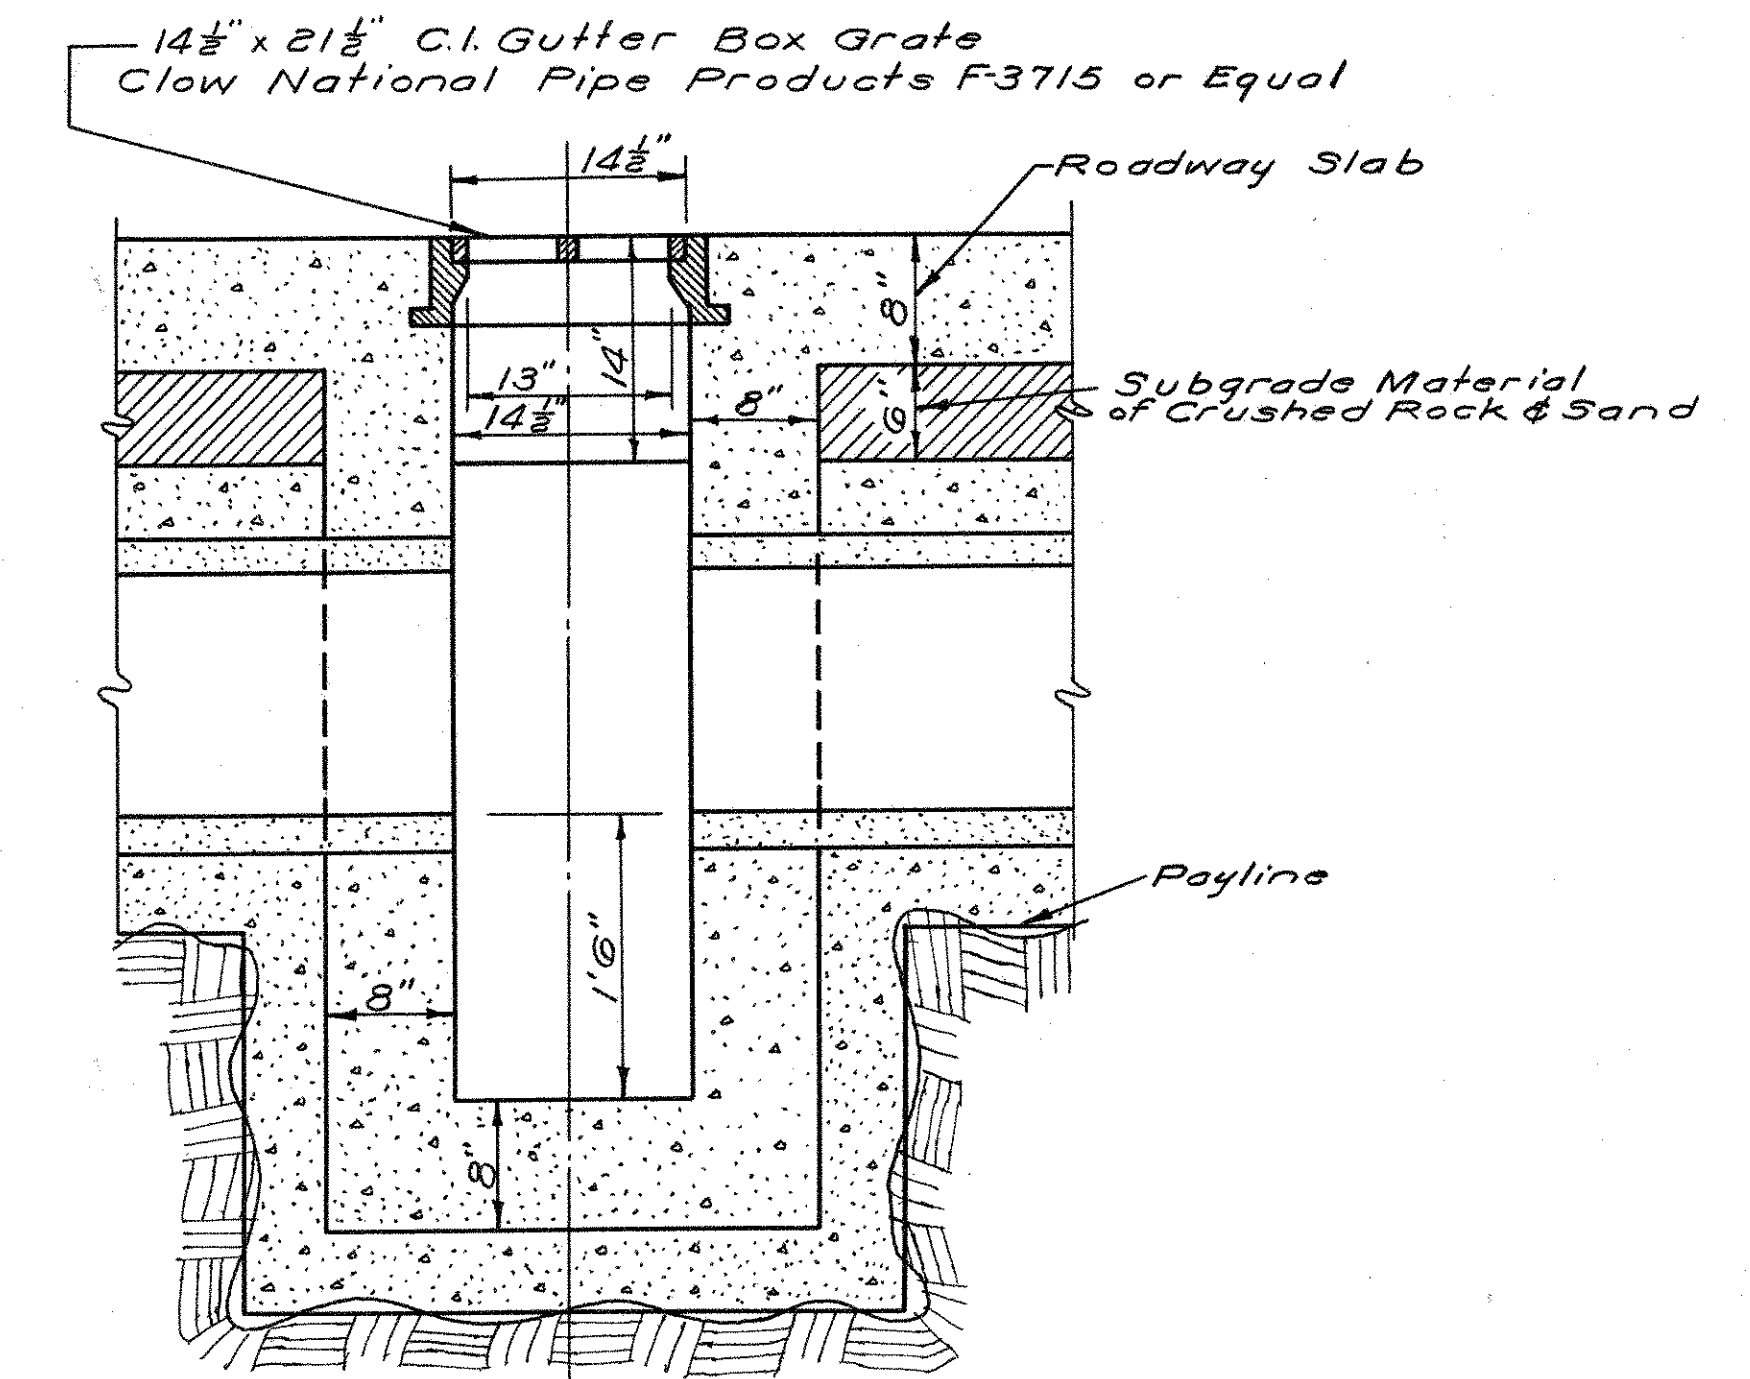 14½" x 21½" C.I. Gutter Box Grate
Clow National Pipe Products F-3715 or Equal
14½"
Roadway Slab
8"
14"
13"
14½"
8"
6"
Subgrade Material
of Crushed Rock & Sand
Payline
1'6"
8"
8"